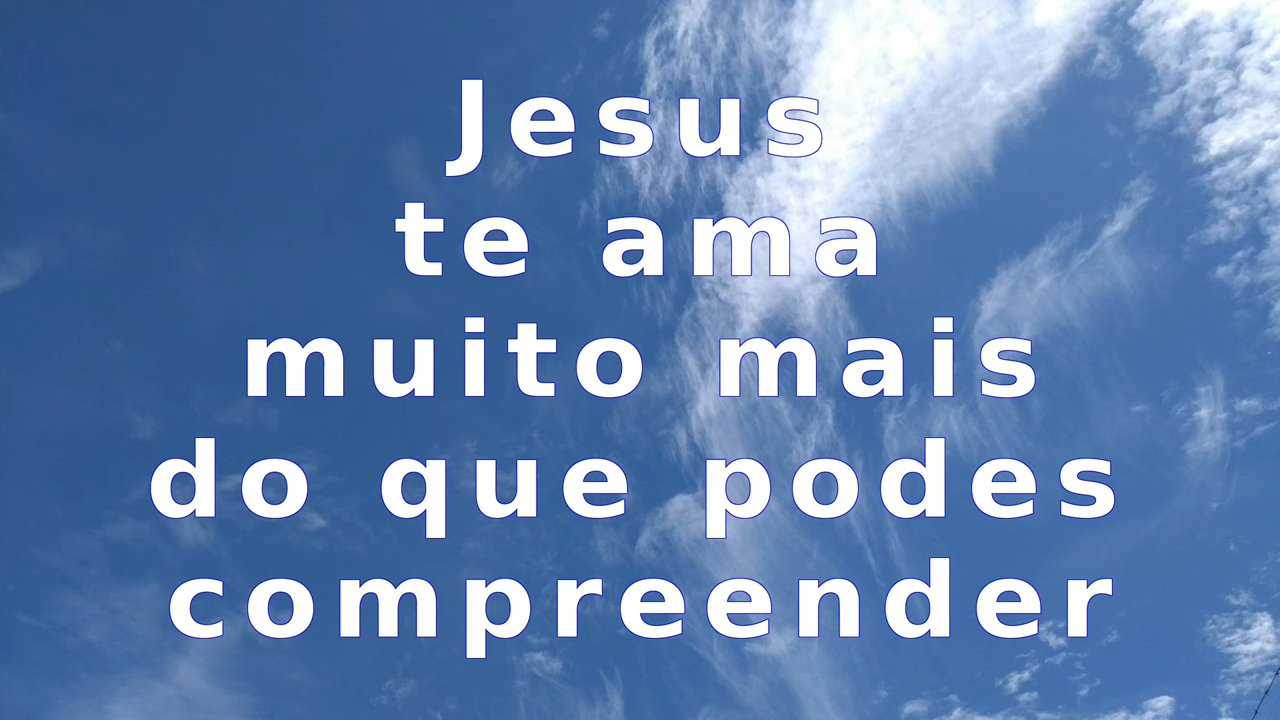 Jesus
te ama
muito mais
do que podes
compreender